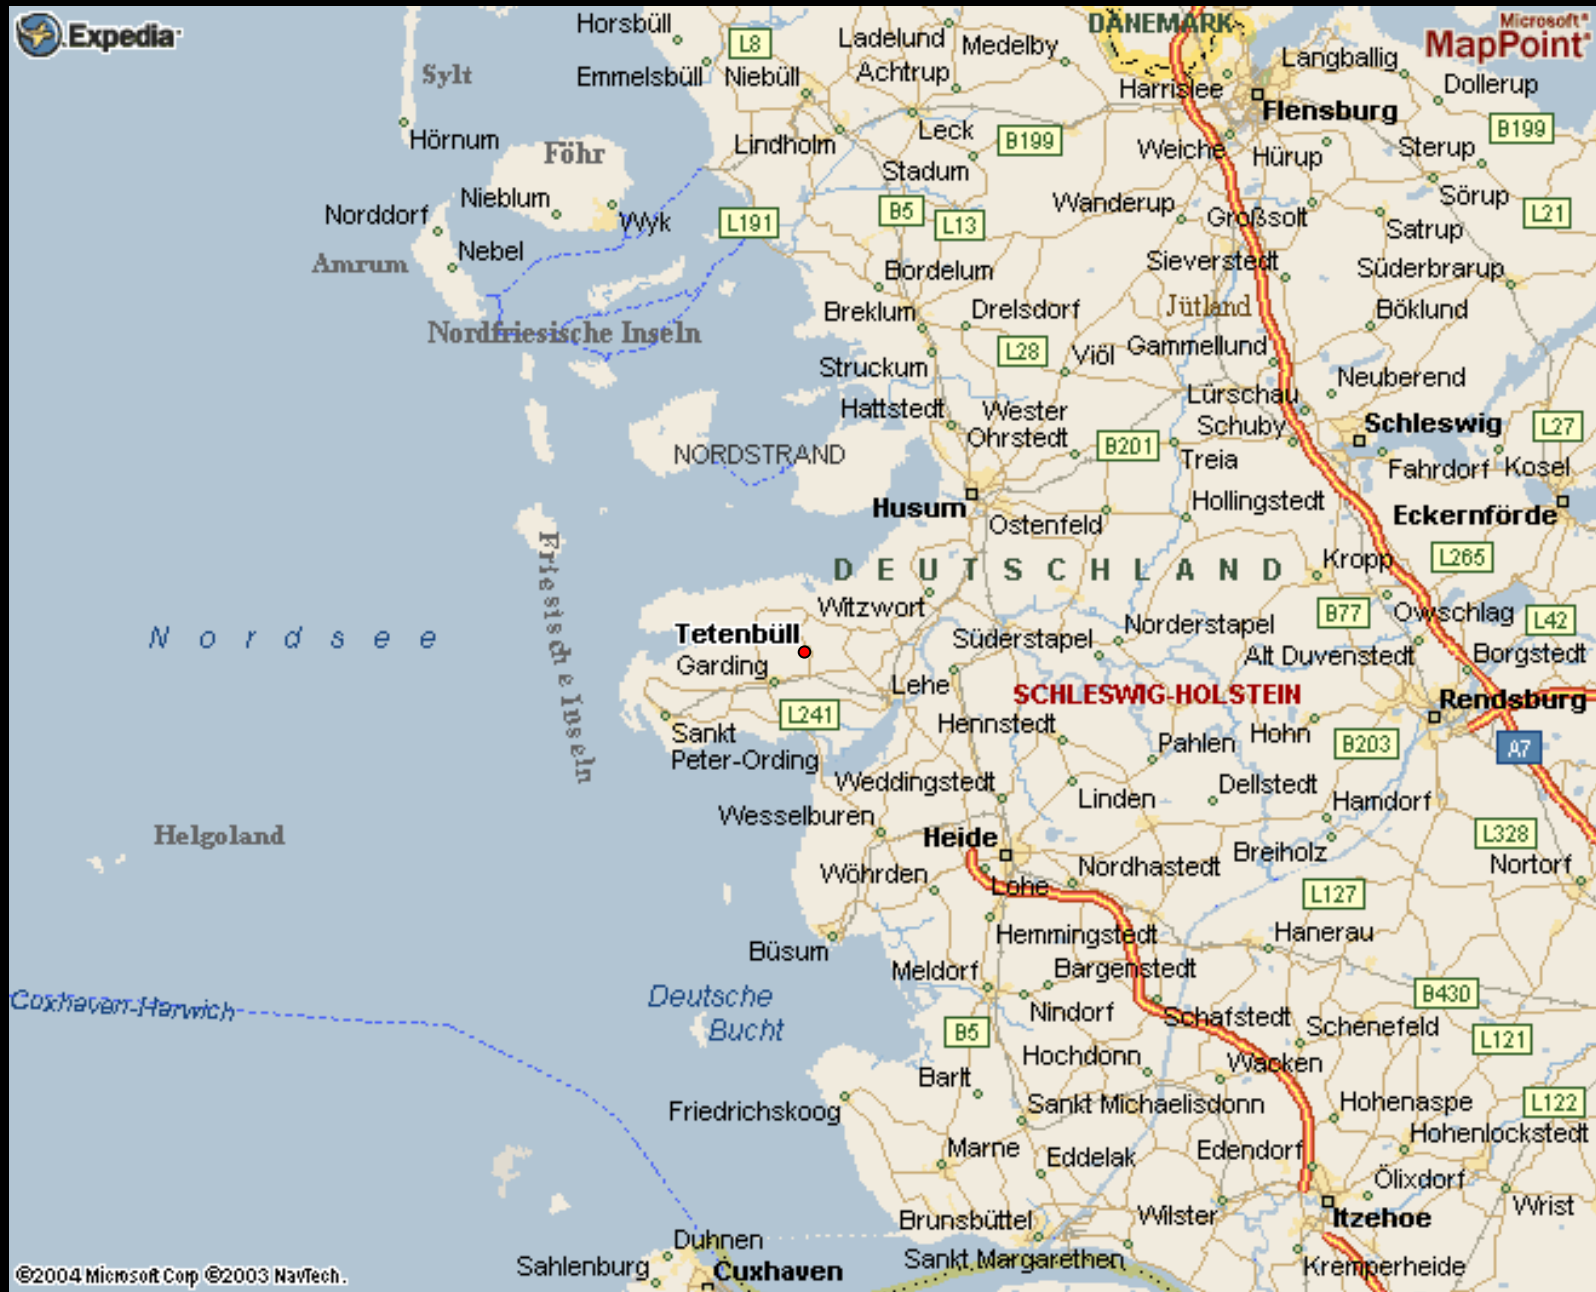 Expedia
Microsoft
MapPoint
DÄNEMARK
Horsbüll
L8
Ladelund
Medelby
Langballig
Sylt
Emmelsbüll
Niebüll
Achtrup
Harrislee
Dollerup
Flensburg
Hörnum
Lindholm
Leck
B199
B199
Föhr
Stadum
Weiche
Hürup
Sterup
Nieblum
Norddorf
Wyk
L191
B5
L13
Wanderup
Großsolt
Sörup
L21
Satrup
Amrum
Nebel
Bordelum
Sieverstedt
Süderbrarup
Jütland
Breklum
Drelsdorf
Böklund
Nordfriesische Inseln
L28
Viöl
Gammellund
Struckum
Neuberend
Hattstedt
Wester
Ohrstedt
Lürschau
Schuby
Schleswig
L27
NORDSTRAND
B201
Treia
Fahrdorf
Kosel
Husum
Hollingstedt
Ostenfeld
Eckernförde
DEUTSCHLAND
Kropp
L265
Friesische Inseln
Witzwort
B77
Owschlag
L42
Nordsee
Tetenbüll
Süderstapel
Norderstapel
Garding
Alt Duvenstedt
Borgstedt
Lehe
SCHLESWIG-HOLSTEIN
Rendsburg
L241
Sankt
Peter-Ording
Hennstedt
Pahlen
Hohn
B203
A7
Weddingstedt
Linden
Dellstedt
Hamdorf
Wesselburen
Helgoland
Heide
Breiholz
L328
Nortorf
Wöhrden
Lohe
Nordhastedt
L127
Hemmingstedt
Hanerau
Büsum
Meldorf
Bargenstedt
B430
Cuxhaven-Harwich
Deutsche
Bucht
Nindorf
Schafstedt
Schenefeld
B5
L121
Hochdonn
Wacken
Barlt
Friedrichskoog
Sankt Michaelisdonn
Hohenaspe
L122
Hohenlockstedt
Marne
Eddelak
Edendorf
Ölixdorf
Wrist
Brunsbüttel
Wilster
Itzehoe
Duhnen
Sahlenburg
Cuxhaven
Sankt Margarethen
Kremperheide
©2004 Microsoft Corp ©2003 NavTech.